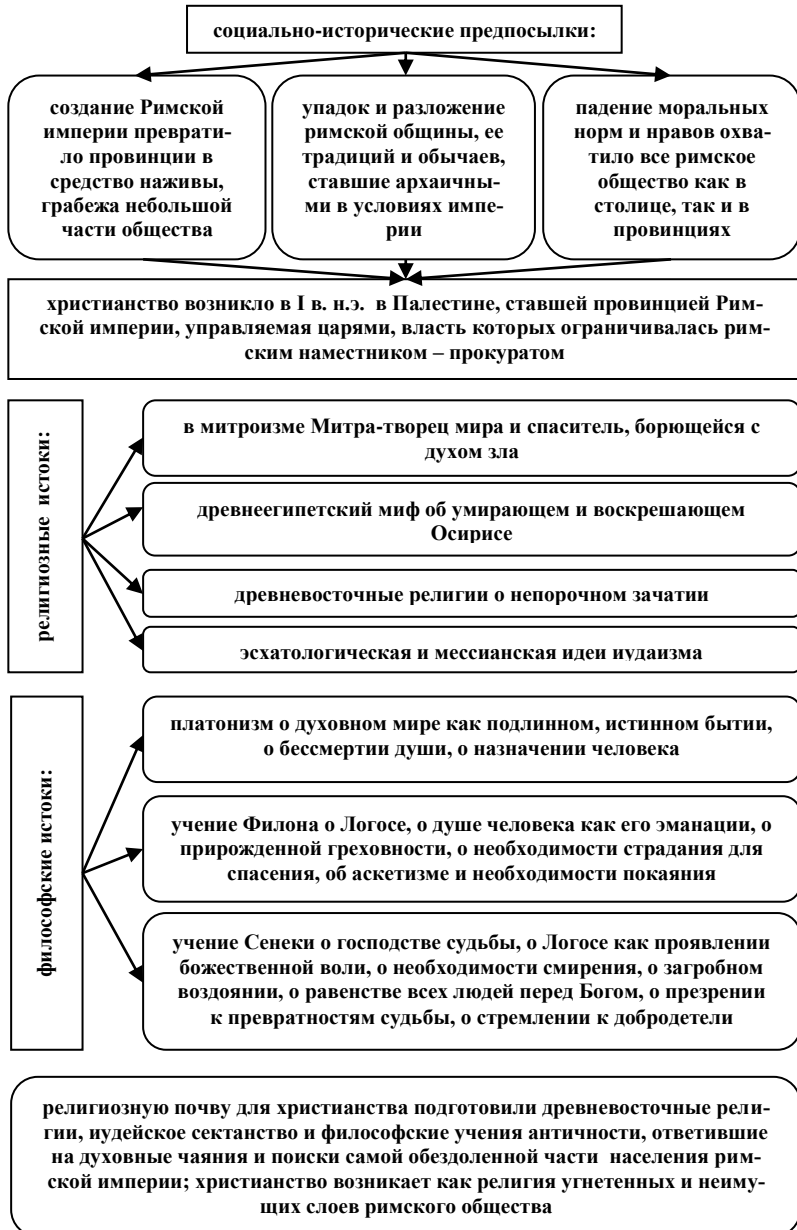 социально-исторические предпосылки:
создание Римской
империи преврати-
ло провинции в
средство наживы,
грабежа небольшой
части общества
упадок и разложение
римской общины, ее
традиций и обычаев,
ставшие архаичны-
ми в условиях импе-
рии
падение моральных
норм и нравов охва-
тило все римское
общество как в
столице, так и в
провинциях
христианство возникло в I в. н.э. в Палестине, ставшей провинцией Рим-
ской империи, управляемая царями, власть которых ограничивалась рим-
ским наместником – прокуратом
религиозные истоки:
в митроизме Митра-творец мира и спаситель, борющейся с
духом зла
древнеегипетский миф об умирающем и воскрешающем
Осирисе
древневосточные религии о непорочном зачатии
эсхатологическая и мессианская идеи иудаизма
философские истоки:
платонизм о духовном мире как подлинном, истинном бытии,
о бессмертии души, о назначении человека
учение Филона о Логосе, о душе человека как его эманации, о
прирожденной греховности, о необходимости страдания для
спасения, об аскетизме и необходимости покаяния
учение Сенеки о господстве судьбы, о Логосе как проявлении
божественной воли, о необходимости смирения, о загробном
воздоянии, о равенстве всех людей перед Богом, о презрении
к превратностям судьбы, о стремлении к добродетели
религиозную почву для христианства подготовили древневосточные рели-
гии, иудейское сектанство и философские учения античности, ответившие
на духовные чаяния и поиски самой обездоленной части населения рим-
ской империи; христианство возникает как религия угнетенных и неиму-
щих слоев римского общества